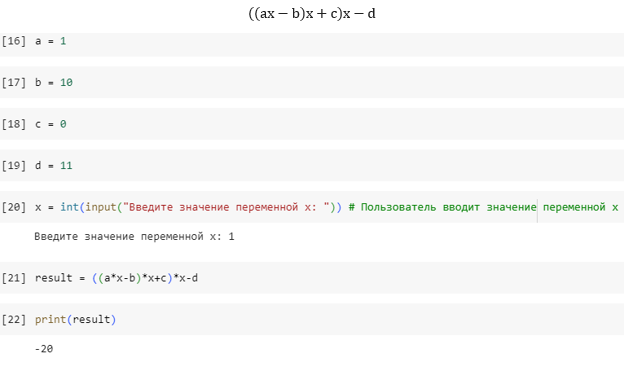 ((ax − b)x + c)x − d
[16] a = 1
[17] b = 10
[18] c = 0
[19] d = 11
[20] x = int(input("Введите значение переменной x: ")) # Пользователь вводит значение переменной x
Введите значение переменной x: 1
[21] result = ((a*x-b)*x+c)*x-d
[22] print(result)
-20